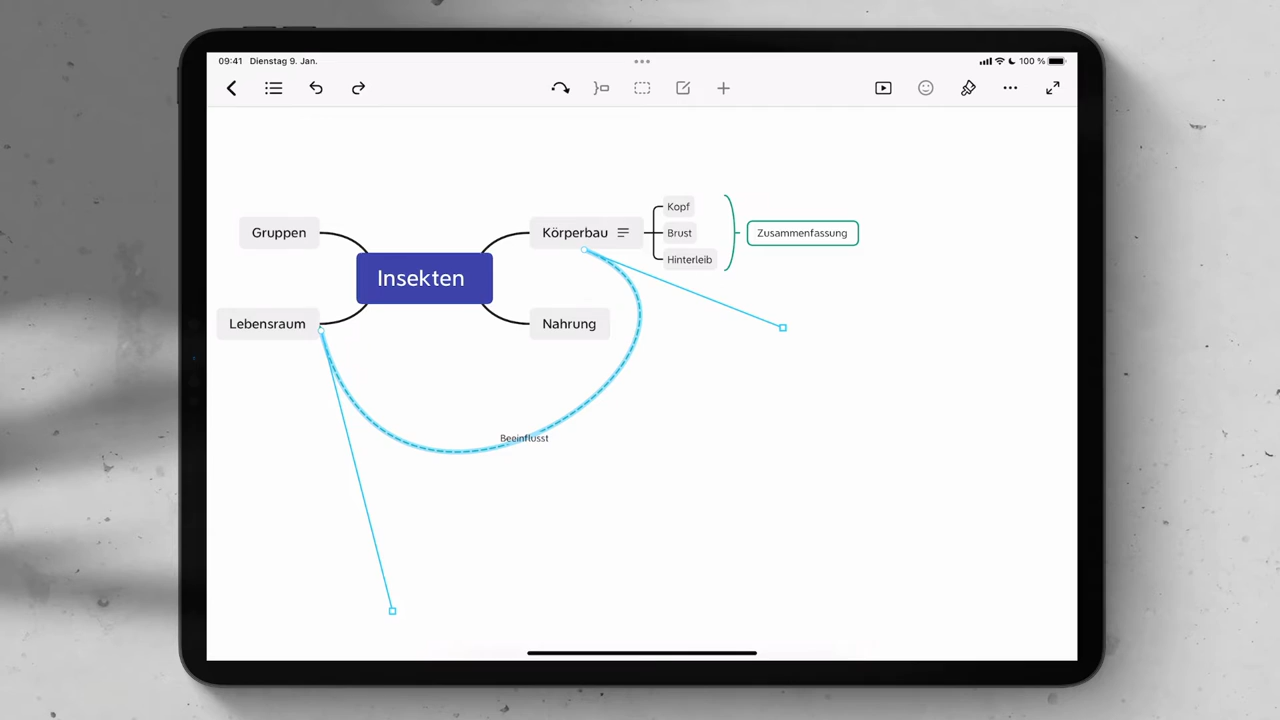 09:41 Dienstag 9. Jan.
100 %
Gruppen
Insekten
Lebensraum
Körperbau
Nahrung
Kopf
Brust
Hinterleib
Zusammenfassung
Beeinflusst